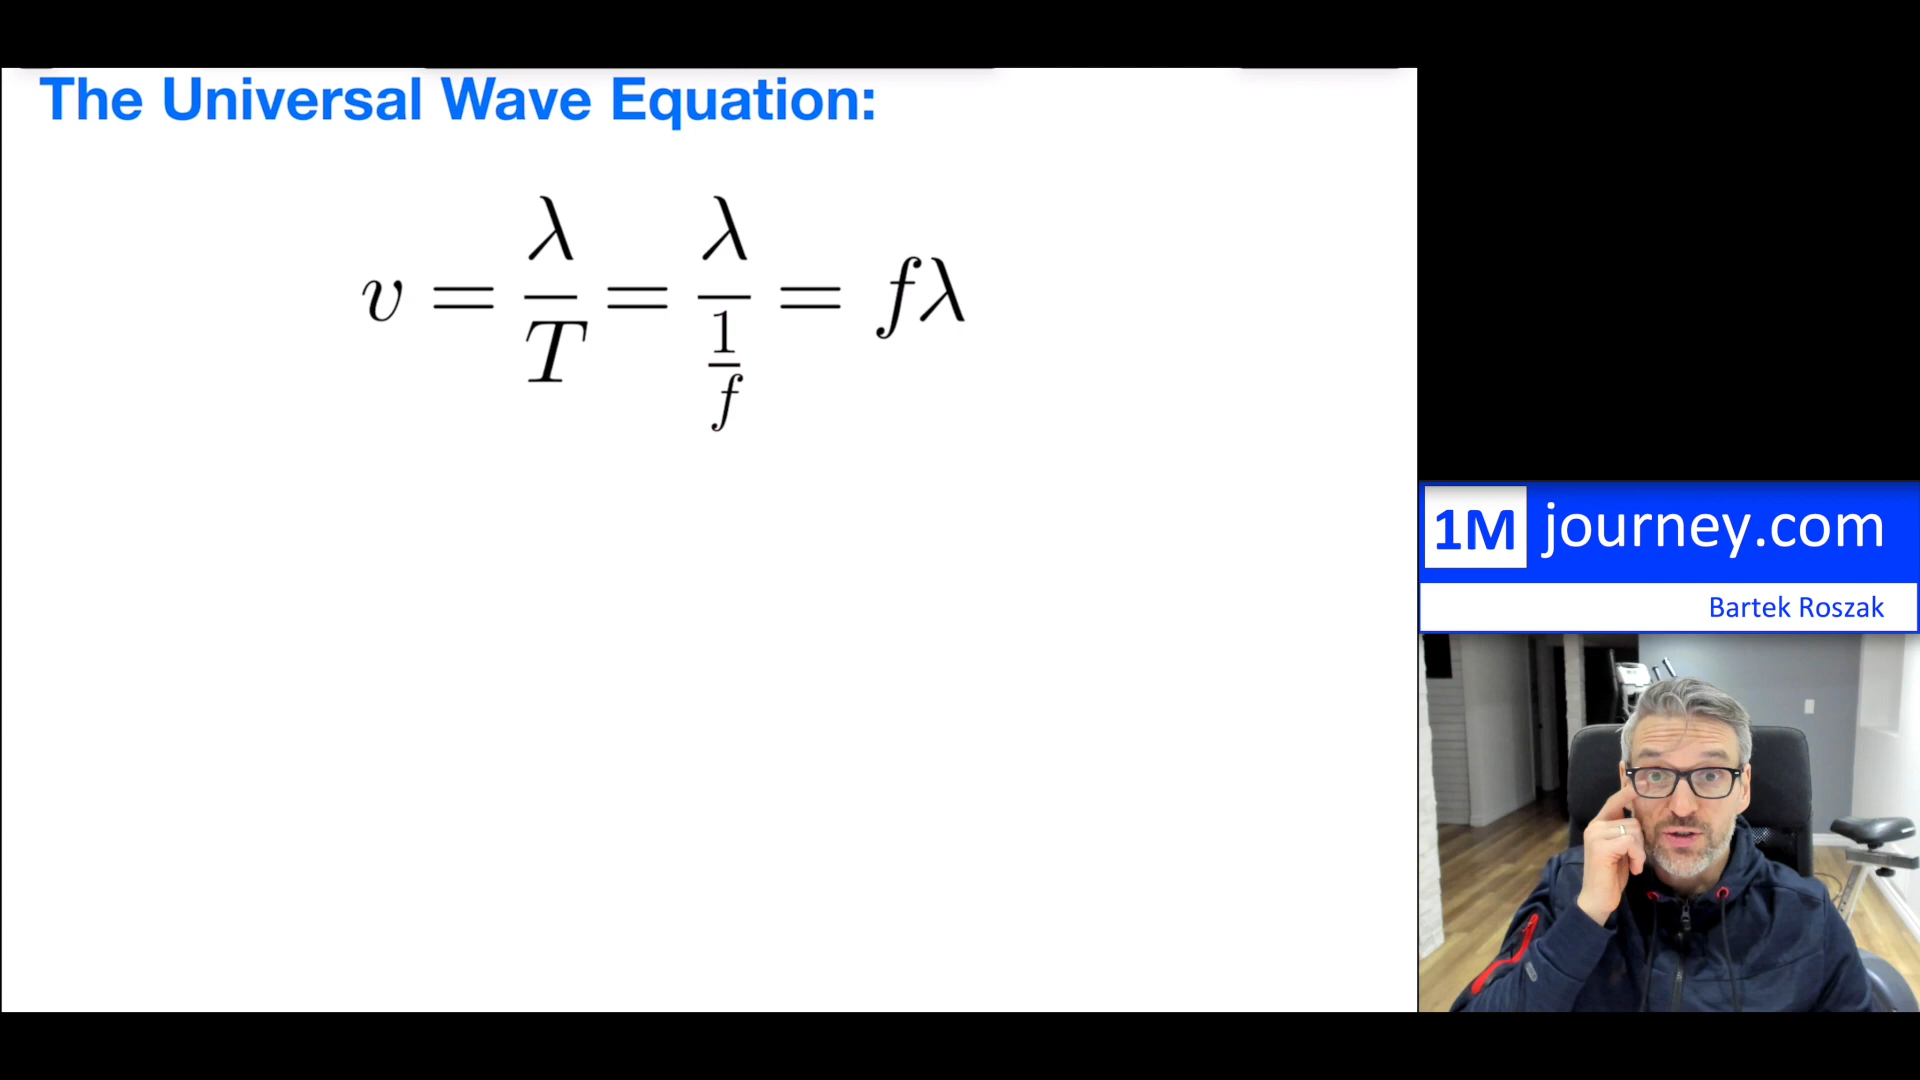 The Universal Wave Equation:
v = λ/T = λ/(1/f) = fλ
1M journey.com
Bartek Roszak